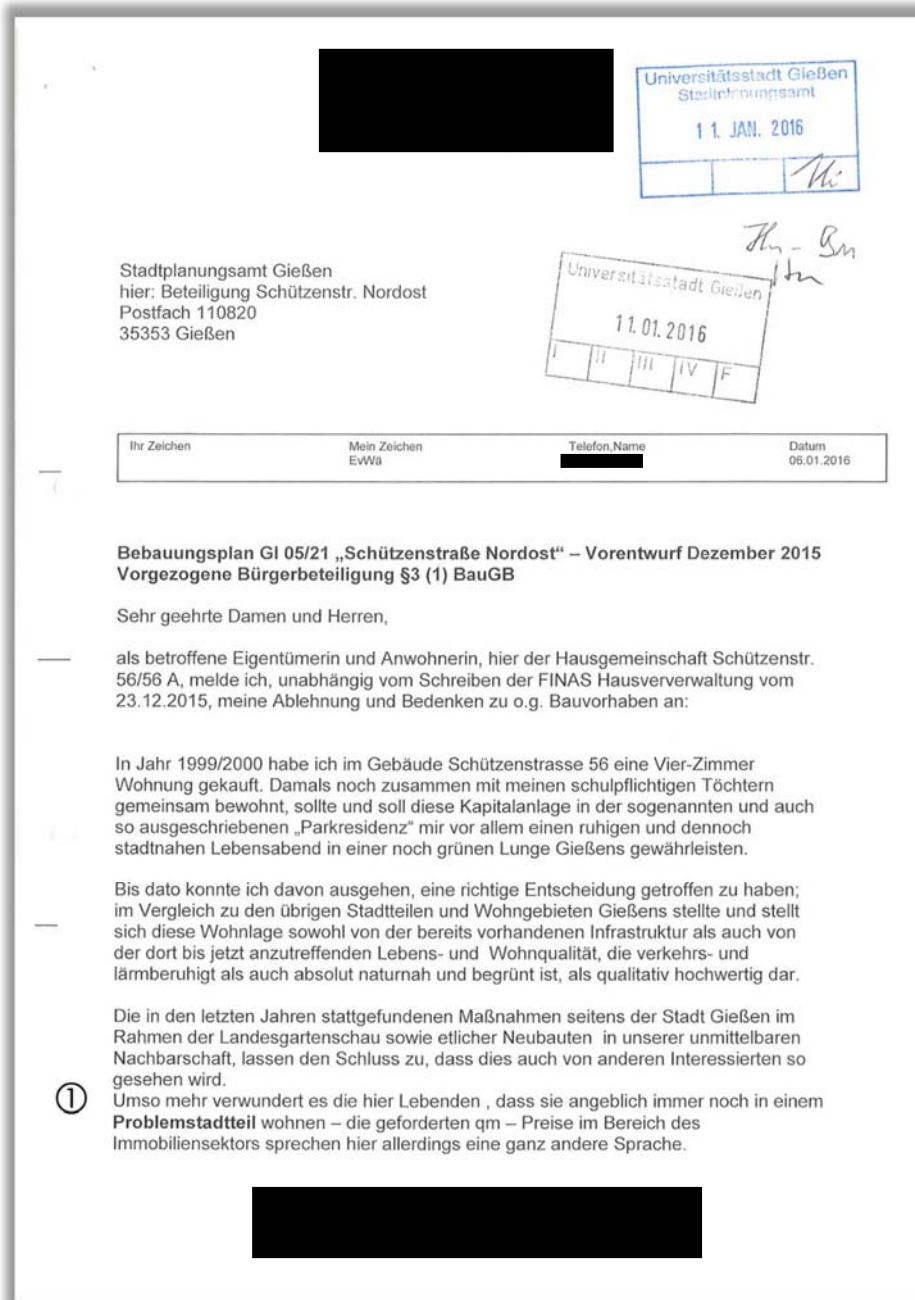 Universitätsstadt Gießen
Stadtplanungsamt
11. JAN. 2016
Stadtplanungsamt Gießen
hier: Beteiligung Schützenstr. Nordost
Postfach 110820
35353 Gießen
Universitätsstadt Gießen
11.01.2016
I II III IV F
Ihr Zeichen Mein Zeichen Telefon,Name Datum
EvWä 06.01.2016
Bebauungsplan GI 05/21 „Schützenstraße Nordost“ – Vorentwurf Dezember 2015
Vorgezogene Bürgerbeteiligung §3 (1) BauGB
Sehr geehrte Damen und Herren,
als betroffene Eigentümerin und Anwohnerin, hier der Hausgemeinschaft Schützenstr.
56/56 A, melde ich, unabhängig vom Schreiben der FINAS Hausververwaltung vom
23.12.2015, meine Ablehnung und Bedenken zu o.g. Bauvorhaben an:
In Jahr 1999/2000 habe ich im Gebäude Schützenstrasse 56 eine Vier-Zimmer
Wohnung gekauft. Damals noch zusammen mit meinen schulpflichtigen Töchtern
gemeinsam bewohnt, sollte und soll diese Kapitalanlage in der sogenannten und auch
so ausgeschriebenen „Parkresidenz“ mir vor allem einen ruhigen und dennoch
stadtnahen Lebensabend in einer noch grünen Lunge Gießens gewährleisten.
Bis dato konnte ich davon ausgehen, eine richtige Entscheidung getroffen zu haben;
im Vergleich zu den übrigen Stadtteilen und Wohngebieten Gießens stellte und stellt
sich diese Wohnlage sowohl von der bereits vorhandenen Infrastruktur als auch von
der dort bis jetzt anzutreffenden Lebens- und Wohnqualität, die verkehrs- und
lärmberuhigt als auch absolut naturnah und begrünt ist, als qualitativ hochwertig dar.
Die in den letzten Jahren stattgefundenen Maßnahmen seitens der Stadt Gießen im
Rahmen der Landesgartenschau sowie etlicher Neubauten in unserer unmittelbaren
Nachbarschaft, lassen den Schluss zu, dass dies auch von anderen Interessierten so
gesehen wird.
① Umso mehr verwundert es die hier Lebenden , dass sie angeblich immer noch in einem
Problemstadtteil wohnen – die geforderten qm – Preise im Bereich des
Immobiliensektors sprechen hier allerdings eine ganz andere Sprache.